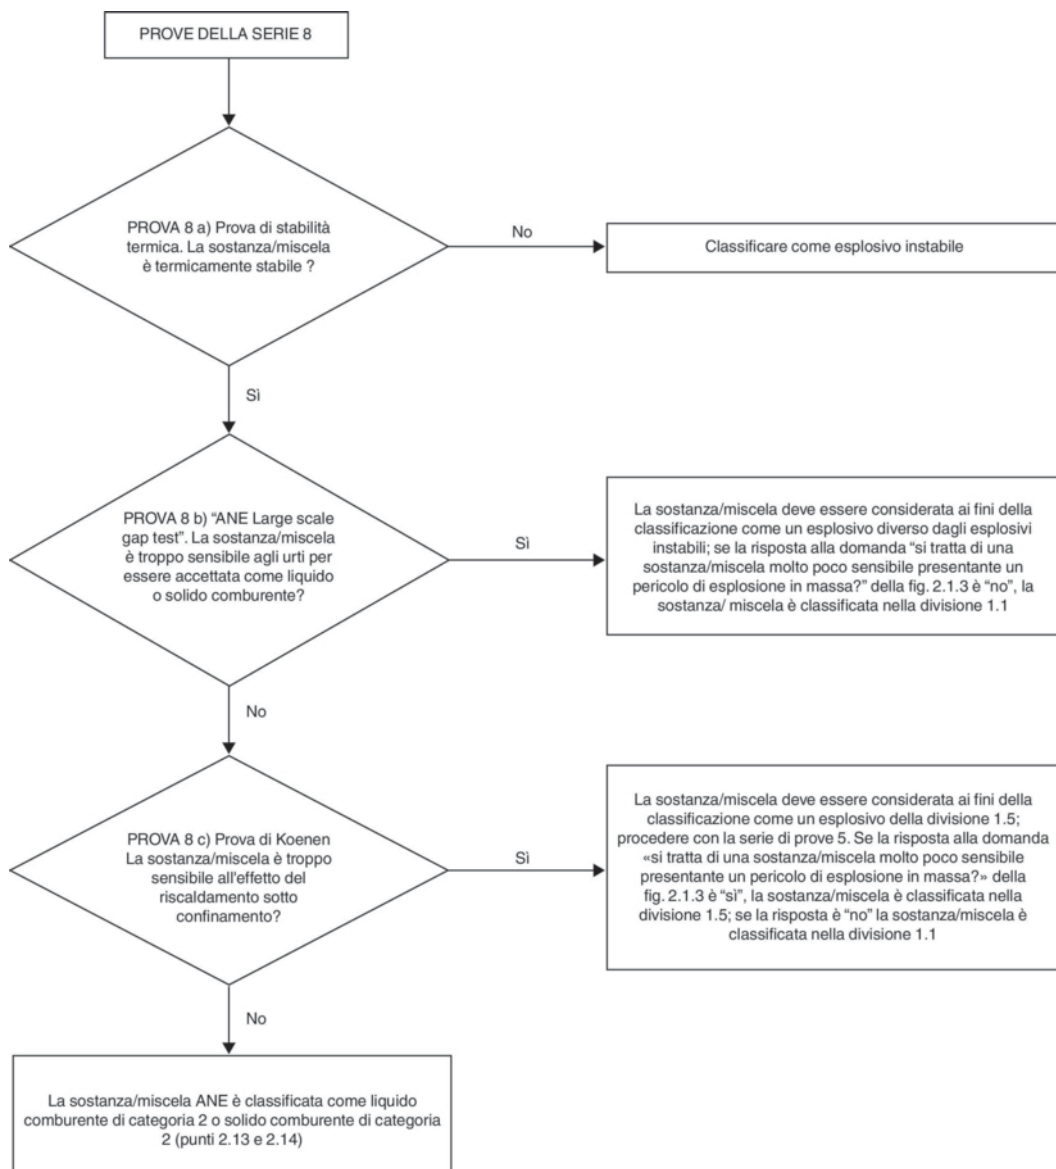 PROVE DELLA SERIE 8
PROVA 8 a) Prova di stabilità
termica. La sostanza/miscela
è termicamente stabile ?
No
Classificare come esplosivo instabile
Sì
PROVA 8 b) “ANE Large scale
gap test”. La sostanza/miscela
è troppo sensibile agli urti per
essere accettata come liquido
o solido comburente?
Sì
La sostanza/miscela deve essere considerata ai fini della
classificazione come un esplosivo diverso dagli esplosivi
instabili; se la risposta alla domanda “si tratta di una
sostanza/miscela molto poco sensibile presentante un
pericolo di esplosione in massa?” della fig. 2.1.3 è “no”, la
sostanza/ miscela è classificata nella divisione 1.1
No
PROVA 8 c) Prova di Koenen
La sostanza/miscela è troppo
sensibile all'effetto del
riscaldamento sotto
confinamento?
Sì
La sostanza/miscela deve essere considerata ai fini della
classificazione come un esplosivo della divisione 1.5;
procedere con la serie di prove 5. Se la risposta alla domanda
«si tratta di una sostanza/miscela molto poco sensibile
presentante un pericolo di esplosione in massa?» della
fig. 2.1.3 è “sì”, la sostanza/miscela è classificata nella
divisione 1.5; se la risposta è “no” la sostanza/miscela è
classificata nella divisione 1.1
No
La sostanza/miscela ANE è classificata come liquido
comburente di categoria 2 o solido comburente di categoria
2 (punti 2.13 e 2.14)